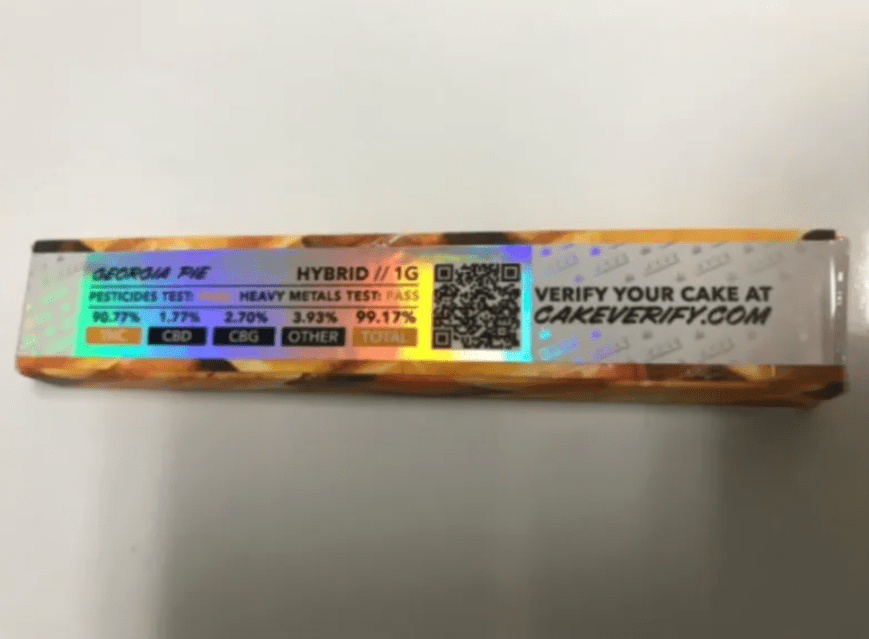 GEORGIA PIE HYBRID // 1G
PESTICIDES TEST: PASS HEAVY METALS TEST: PASS
90.77% 1.77% 2.70% 3.93% 99.17%
THC CBD CBG OTHER TOTAL
VERIFY YOUR CAKE AT
CAKEVERIFY.COM